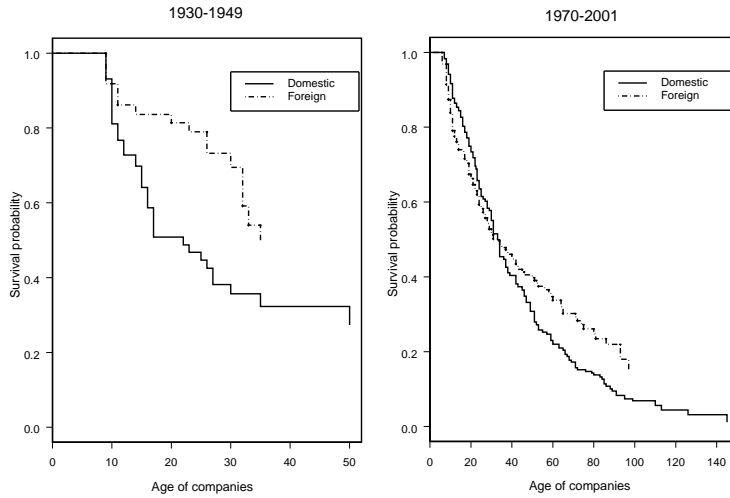 1930-1949
Survival probability
1.0
0.8
0.6
0.4
0.2
0.0
Domestic
Foreign
0 10 20 30 40 50
Age of companies
1970-2001
Survival probability
1.0
0.8
0.6
0.4
0.2
0.0
Domestic
Foreign
0 20 40 60 80 100 120 140
Age of companies